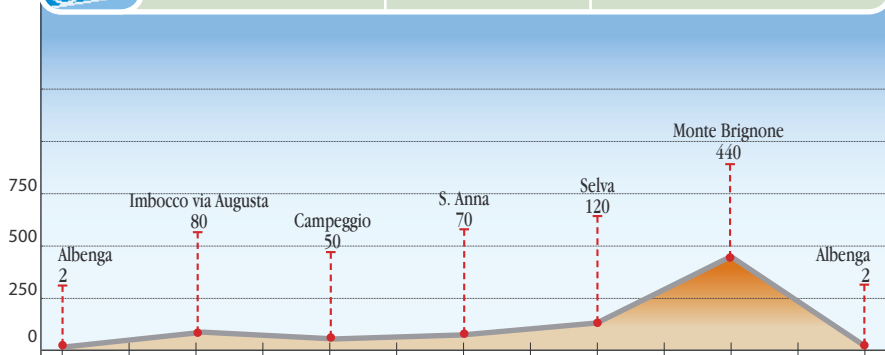 Monte Brignone
440
Selva
120
S. Anna
70
Imbocco via Augusta
80
Campeggio
50
Albenga
2
Albenga
2
750
500
250
0